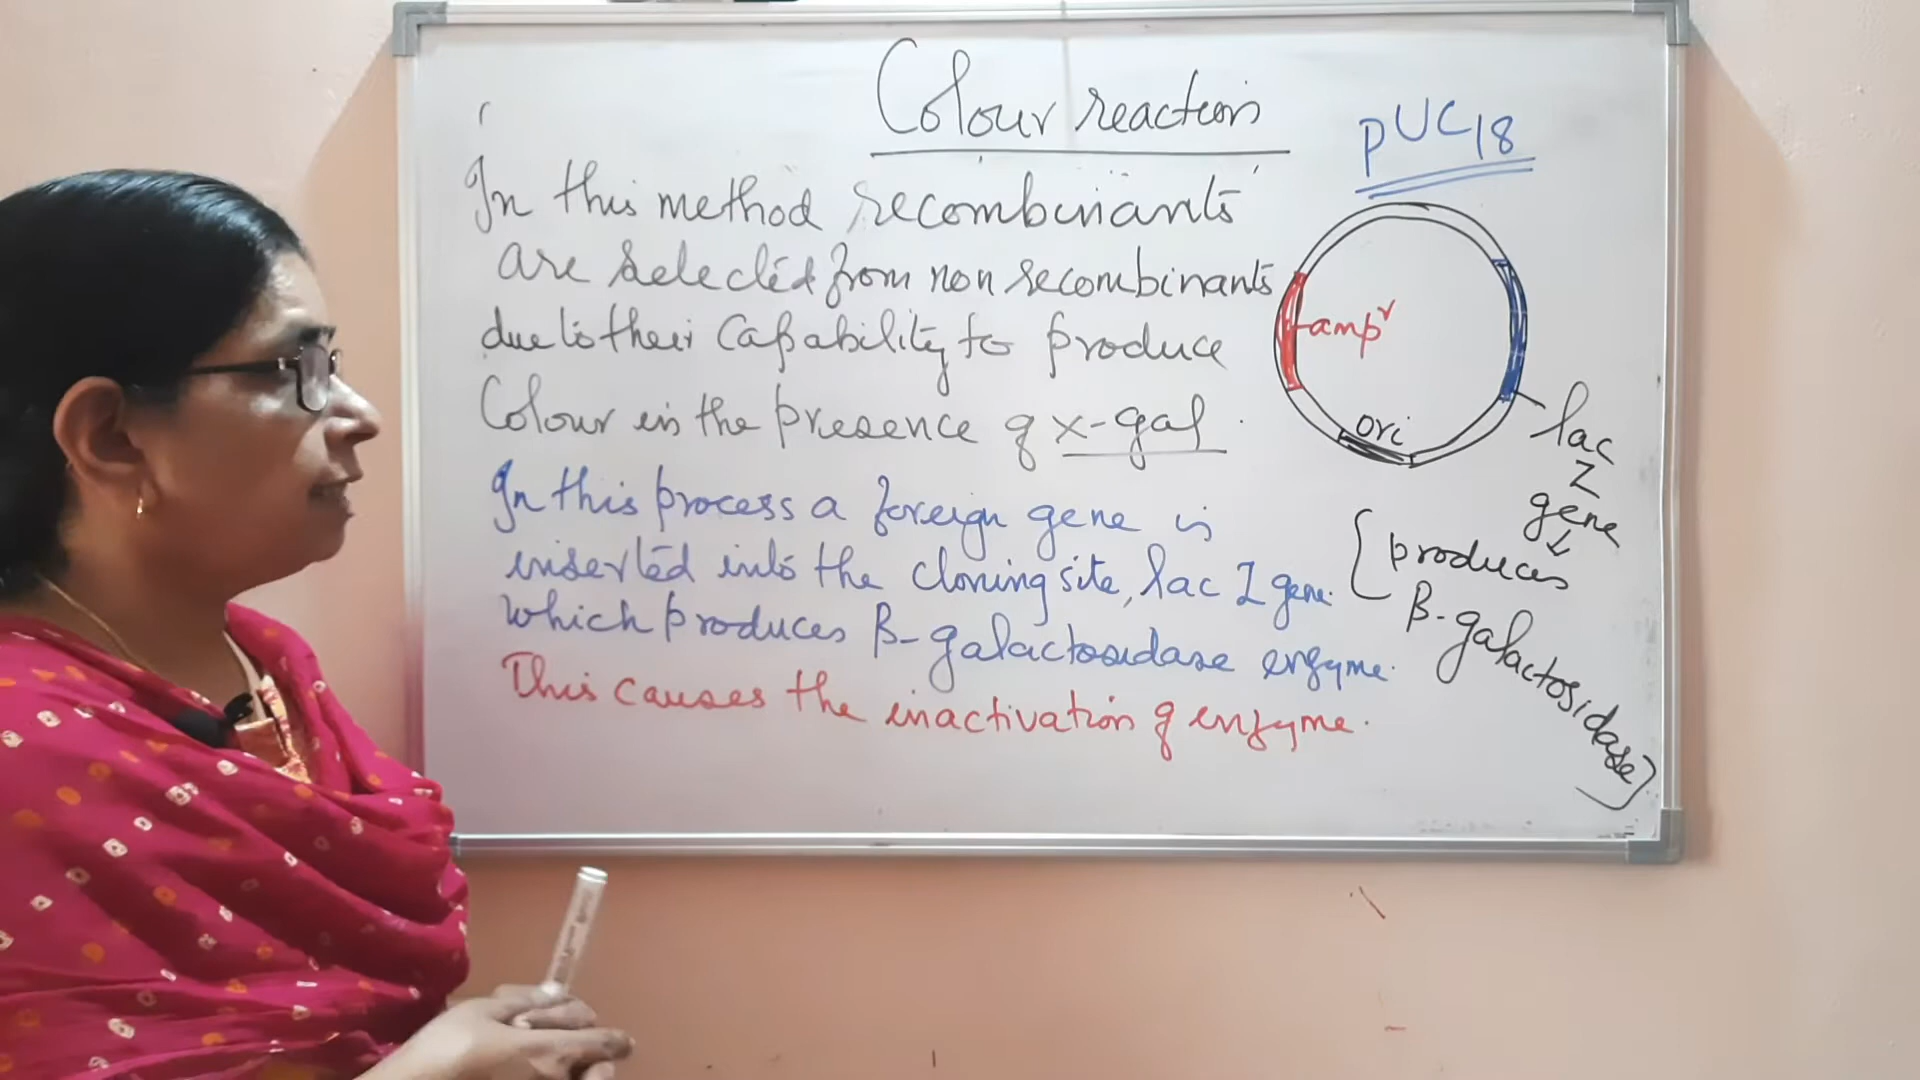 Colour reaction
In this method recombinants
are selected from non recombinants
due to their Capability to produce
Colour in the presence of x-gal
In this process a foreign gene is
inserted into the cloning site, lac Z gene.
which produces β-galactosidase enzyme.
This causes the inactivation of enzyme.
pUC18
ampʳ
ori
lac
Z
gene
↓
{produces
β-galactosidase}